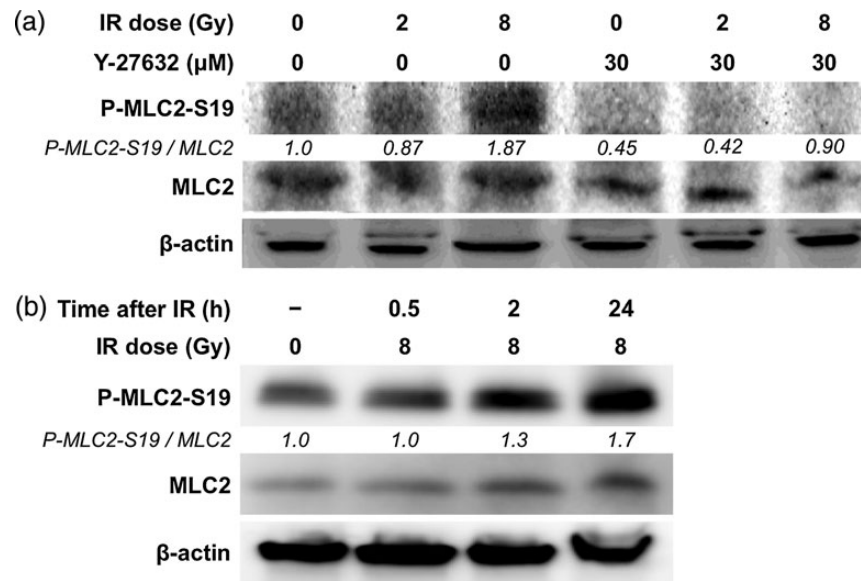 (a) IR dose (Gy) 0 2 8 0 2 8
Y-27632 (µM) 0 0 0 30 30 30
P-MLC2-S19
P-MLC2-S19 / MLC2 1.0 0.87 1.87 0.45 0.42 0.90
MLC2
β-actin
(b) Time after IR (h) – 0.5 2 24
IR dose (Gy) 0 8 8 8
P-MLC2-S19
P-MLC2-S19 / MLC2 1.0 1.0 1.3 1.7
MLC2
β-actin